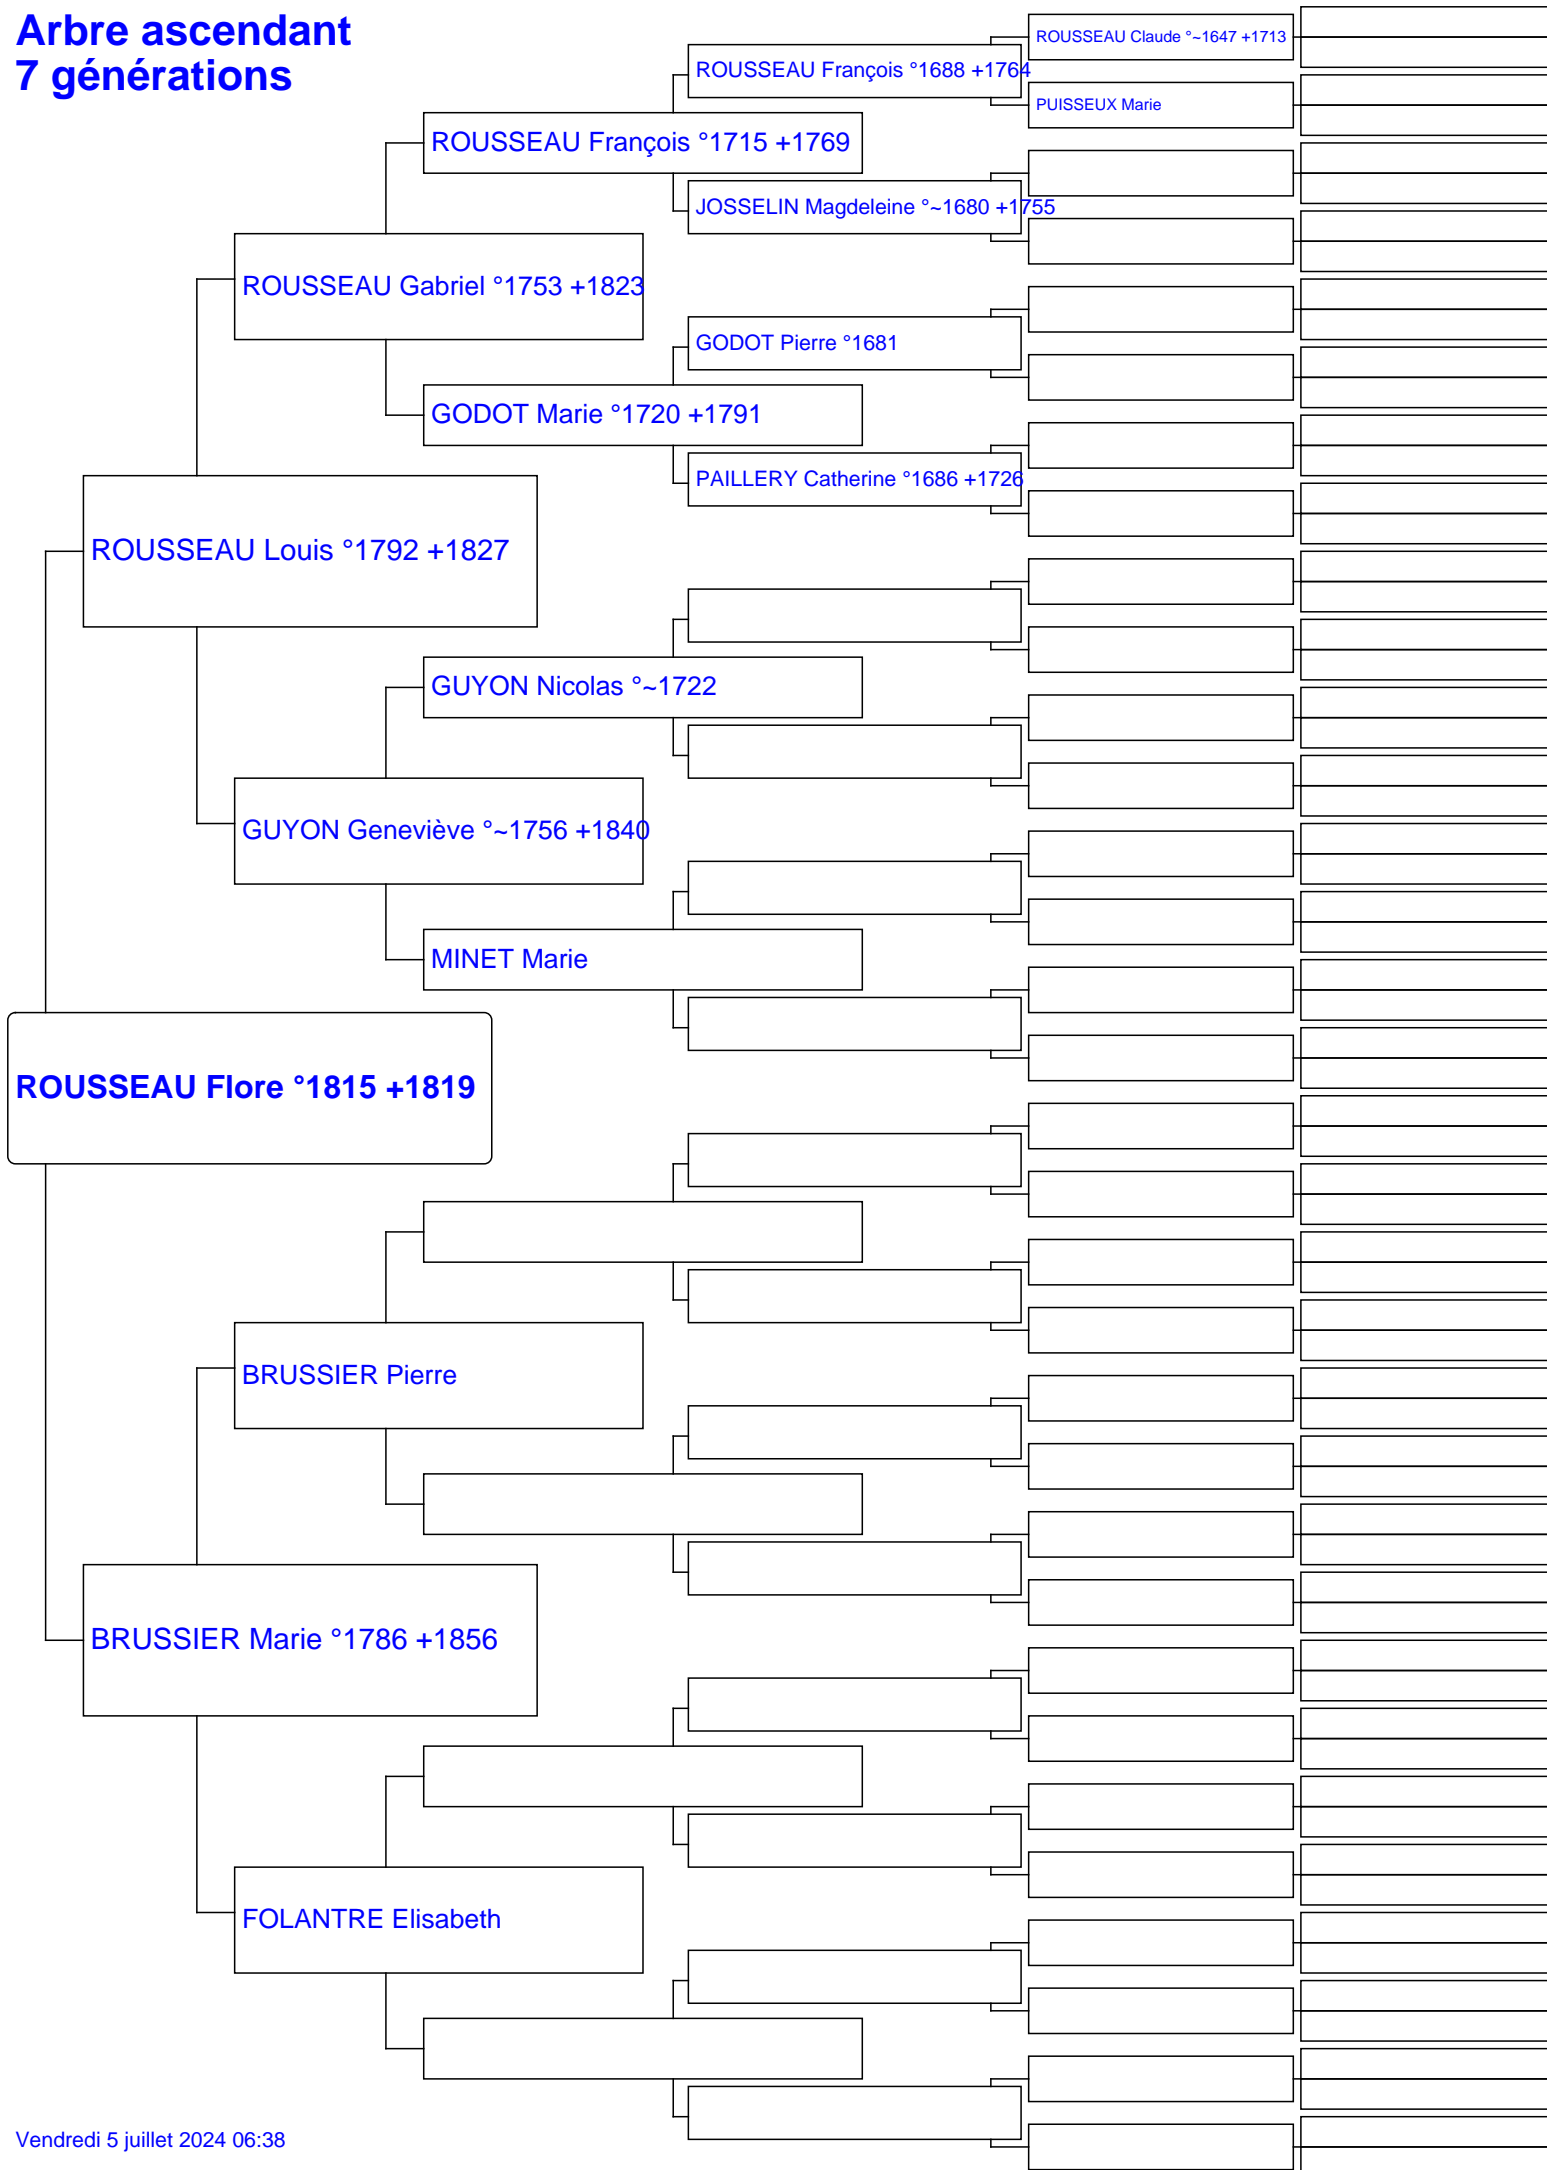 Arbre ascendant
7 générations
ROUSSEAU Claude °~1647 +1713
ROUSSEAU François °1688 +1764
PUISSEUX Marie
ROUSSEAU François °1715 +1769
JOSSELIN Magdeleine °~1680 +1755
ROUSSEAU Gabriel °1753 +1823
GODOT Pierre °1681
GODOT Marie °1720 +1791
PAILLERY Catherine °1686 +1726
ROUSSEAU Louis °1792 +1827
GUYON Nicolas °~1722
GUYON Geneviève °~1756 +1840
MINET Marie
ROUSSEAU Flore °1815 +1819
BRUSSIER Pierre
BRUSSIER Marie °1786 +1856
FOLANTRE Elisabeth
Vendredi 5 juillet 2024 06:38